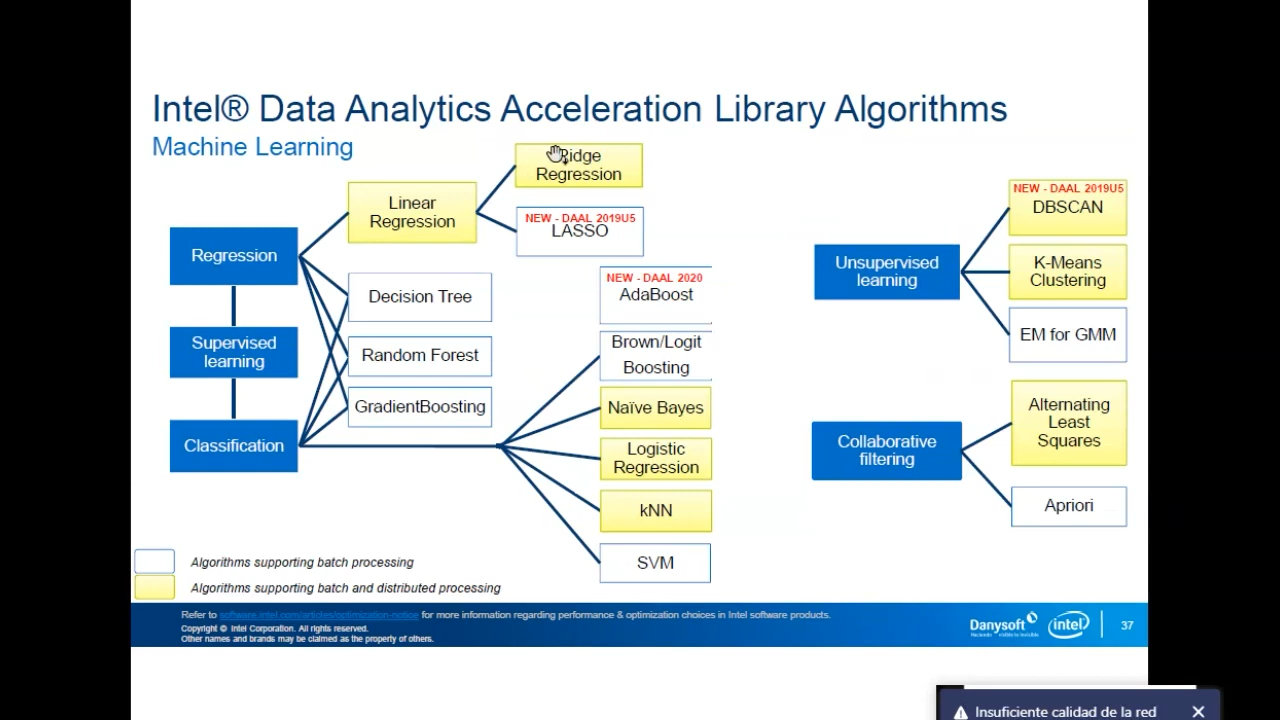 Intel® Data Analytics Acceleration Library Algorithms
Machine Learning
Ridge
Regression
Linear
Regression
NEW - DAAL 2019U5
LASSO
Regression
Decision Tree
Supervised
learning
Random Forest
GradientBoosting
Classification
NEW - DAAL 2020
AdaBoost
Brown/Logit
Boosting
Naïve Bayes
Logistic
Regression
kNN
SVM
NEW - DAAL 2019U5
DBSCAN
Unsupervised
learning
K-Means
Clustering
EM for GMM
Alternating
Least
Squares
Collaborative
filtering
Apriori
Algorithms supporting batch processing
Algorithms supporting batch and distributed processing
Refer to software.intel.com/articles/optimization-notice for more information regarding performance & optimization choices in Intel software products.
Copyright © Intel Corporation. All rights reserved.
Other names and brands may be claimed as the property of others.
Danysoft
Haciendo visible lo invisible
intel
37
Insuficiente calidad de la red